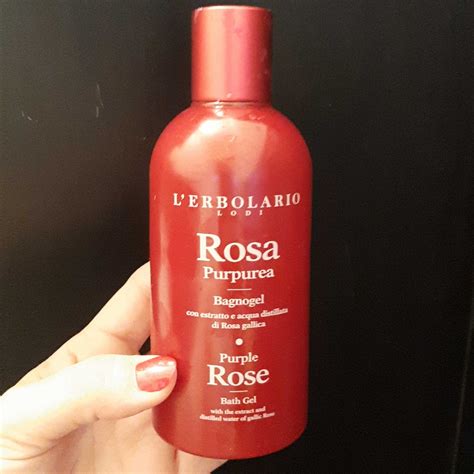 L'ERBOLARIO
LODI
Rosa
Purpurea
Bagnogel
con estratto e acqua distillata
di Rosa gallica
Purple
Rose
Bath Gel
with the extract and
distilled water of gallic Rose